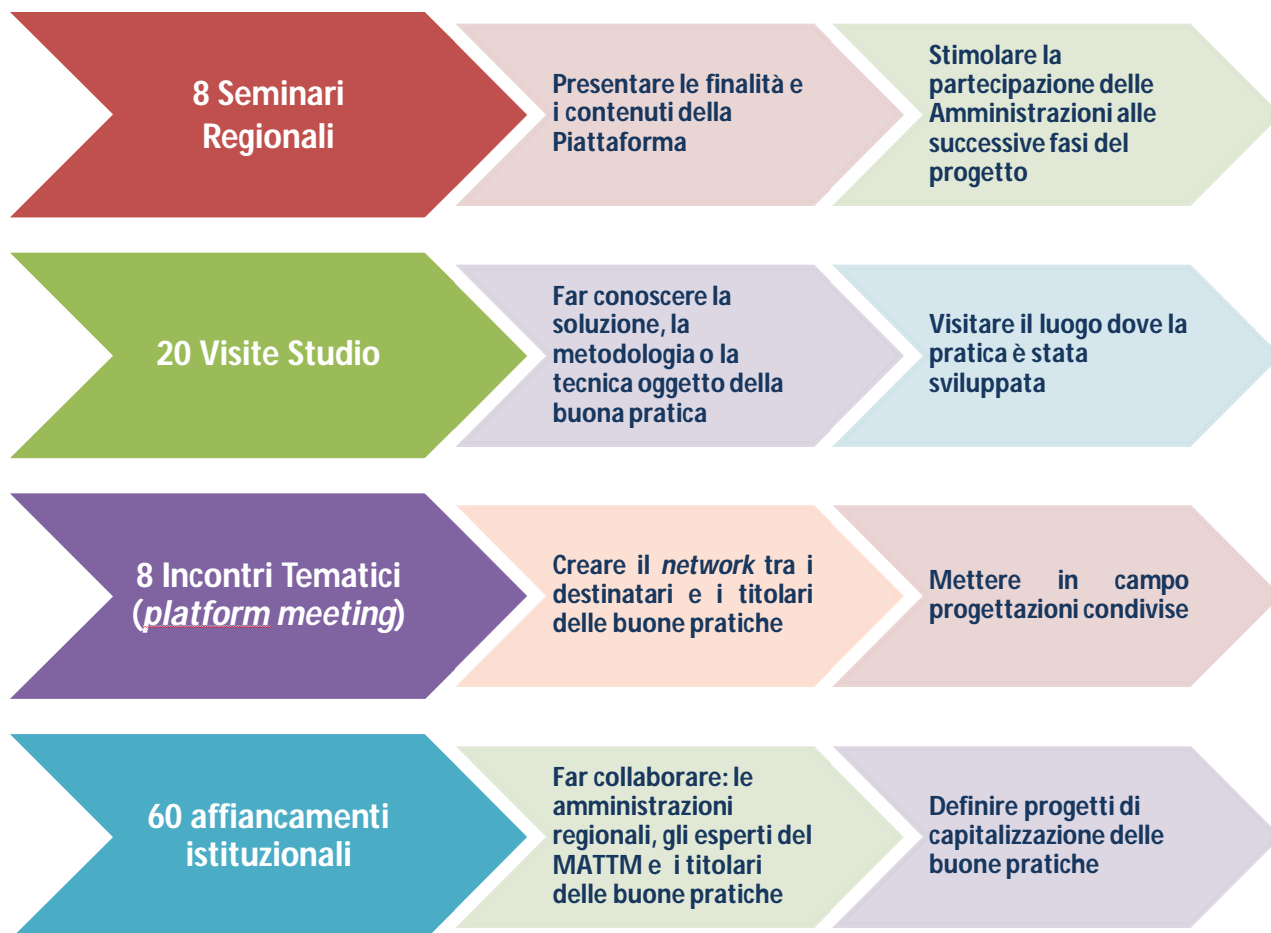 8 Seminari
Regionali
Presentare le finalità e
i contenuti della
Piattaforma
Stimolare la
partecipazione delle
Amministrazioni alle
successive fasi del
progetto
20 Visite Studio
Far conoscere la
soluzione, la
metodologia o la
tecnica oggetto della
buona pratica
Visitare il luogo dove la
pratica è stata
sviluppata
8 Incontri Tematici
(platform meeting)
Creare il network tra i
destinatari e i titolari
delle buone pratiche
Mettere in campo
progettazioni condivise
60 affiancamenti
istituzionali
Far collaborare: le
amministrazioni
regionali, gli esperti del
MATTM e i titolari
delle buone pratiche
Definire progetti di
capitalizzazione delle
buone pratiche